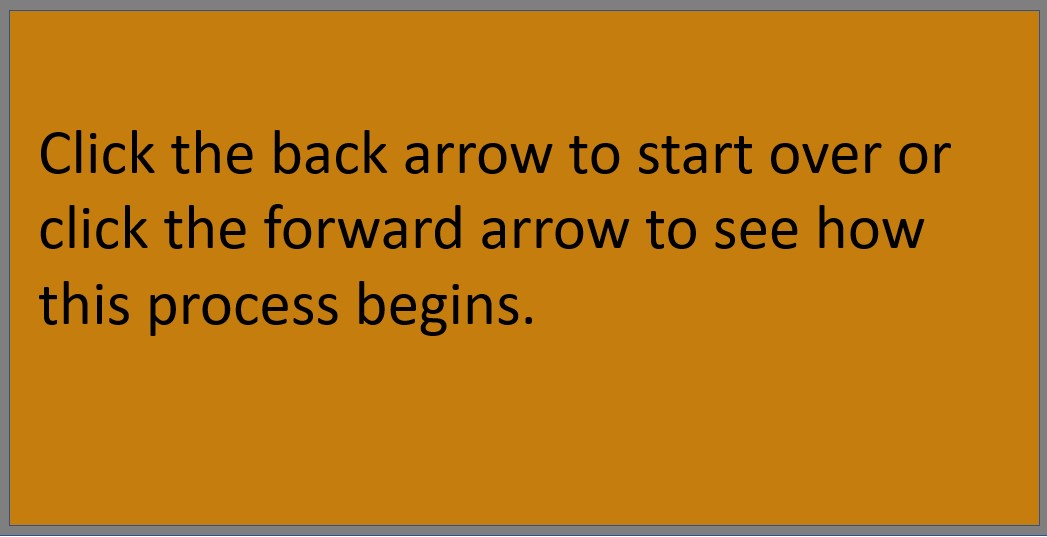 Click the back arrow to start over or
click the forward arrow to see how
this process begins.